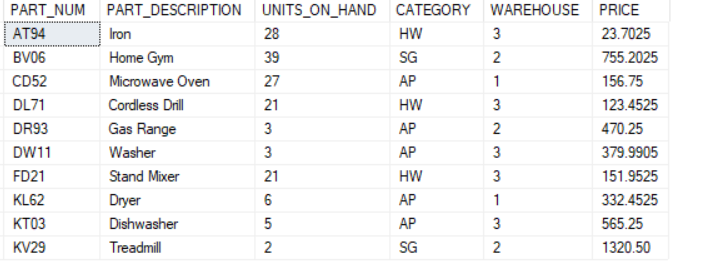 PART_NUM PART_DESCRIPTION UNITS_ON_HAND CATEGORY WAREHOUSE PRICE
AT94 Iron 28 HW 3 23.7025
BV06 Home Gym 39 SG 2 755.2025
CD52 Microwave Oven 27 AP 1 156.75
DL71 Cordless Drill 21 HW 3 123.4525
DR93 Gas Range 3 AP 2 470.25
DW11 Washer 3 AP 3 379.9905
FD21 Stand Mixer 21 HW 3 151.9525
KL62 Dryer 6 AP 1 332.4525
KT03 Dishwasher 5 AP 3 565.25
KV29 Treadmill 2 SG 2 1320.50